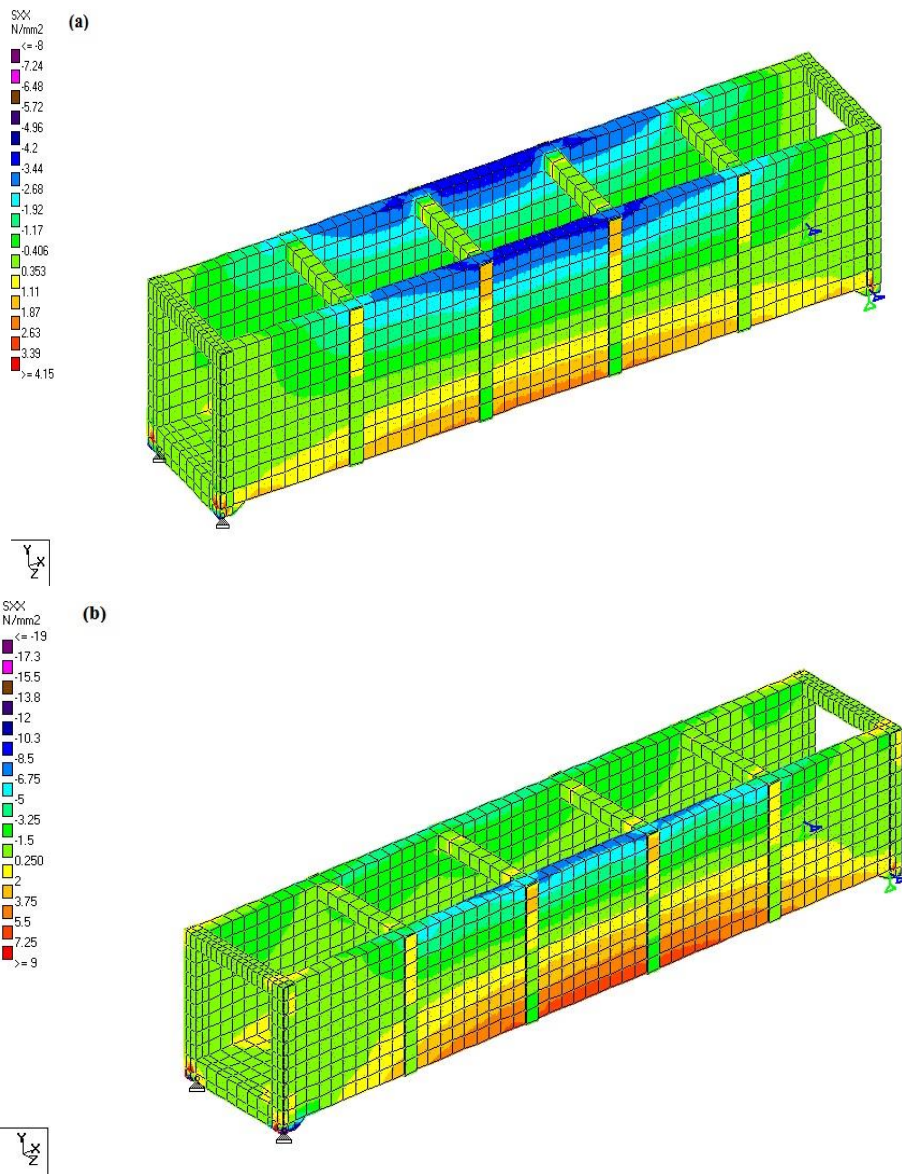 SXX
N/mm2
(a)
<= -8
-7.24
-6.48
-5.72
-4.96
-4.2
-3.44
-2.68
-1.92
-1.17
-0.406
0.353
1.11
1.87
2.63
3.39
>= 4.15
Y
X
Z
SXX
N/mm2
(b)
<= -19
-17.3
-15.5
-13.8
-12
-10.3
-8.5
-6.75
-5
-3.25
-1.5
0.250
2
3.75
5.5
7.25
>= 9
Y
X
Z